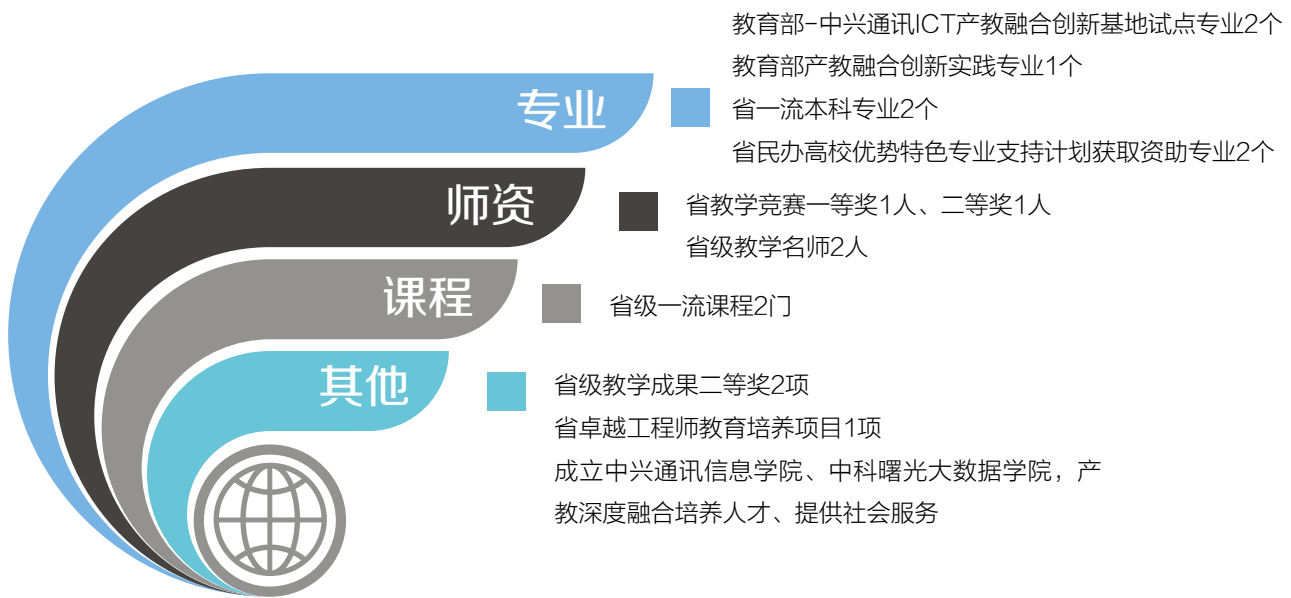 教育部-中兴通讯ICT产教融合创新基地试点专业2个
教育部产教融合创新实践专业1个
专业
省一流本科专业2个
省民办高校优势特色专业支持计划获取资助专业2个
师资
省教学竞赛一等奖1人、二等奖1人
省级教学名师2人
课程
省级一流课程2门
其他
省级教学成果二等奖2项
省卓越工程师教育培养项目1项
成立中兴通讯信息学院、中科曙光大数据学院，产
教深度融合培养人才、提供社会服务